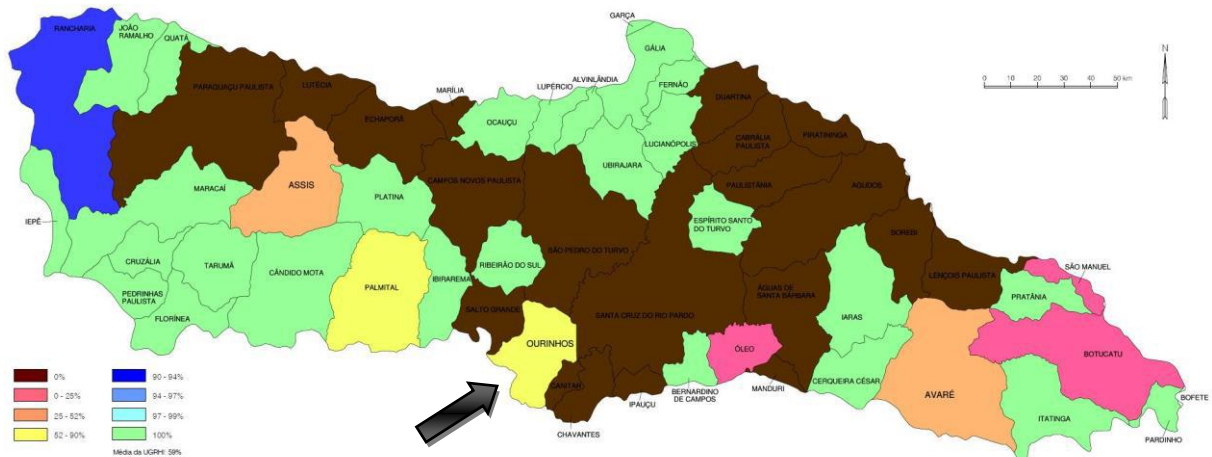 GARÇA
RANCHARIA
JOÃO
RAMALHO
QUATÁ
GÁLIA
N
ALVINLÂNDIA
LUPÉRCIO
FERNÃO
0 10 20 30 40 50 km
PARAGUAÇU PAULISTA
LUTÉCIA
MARÍLIA
DUARTINA
ECHAPORÃ
OCAUÇU
CABRÁLIA
PAULISTA
PIRATININGA
LUCIANÓPOLIS
UBIRAJARA
MARACAÍ
ASSIS
PLATINA
CAMPOS NOVOS PAULISTA
PAULISTÂNIA
AGUDOS
IEPÊ
ESPÍRITO SANTO
DO TURVO
BOREBI
CRUZÁLIA
TARUMÃ
CÂNDIDO MOTA
SÃO PEDRO DO TURVO
RIBEIRÃO DO SUL
IBIRAREMA
LENÇÓIS PAULISTA
SÃO MANUEL
PALMITAL
PEDRINHAS
PAULISTA
PRATÂNIA
ÁGUAS DE
SANTA BÁRBARA
FLORÍNEA
SALTO GRANDE
SANTA CRUZ DO RIO PARDO
IARAS
OURINHOS
ÓLEO
BOTUCATU
CANITAR
BERNARDINO
DE CAMPOS
MANDURI
CERQUEIRA CÉSAR
AVARÉ
BOFETE
IPAUÇU
ITATINGA
CHAVANTES
PARDINHO
0%
0 - 25%
25 - 52%
52 - 90%
90 - 94%
94 - 97%
97 - 99%
100%
Média da UGRHI: 59%